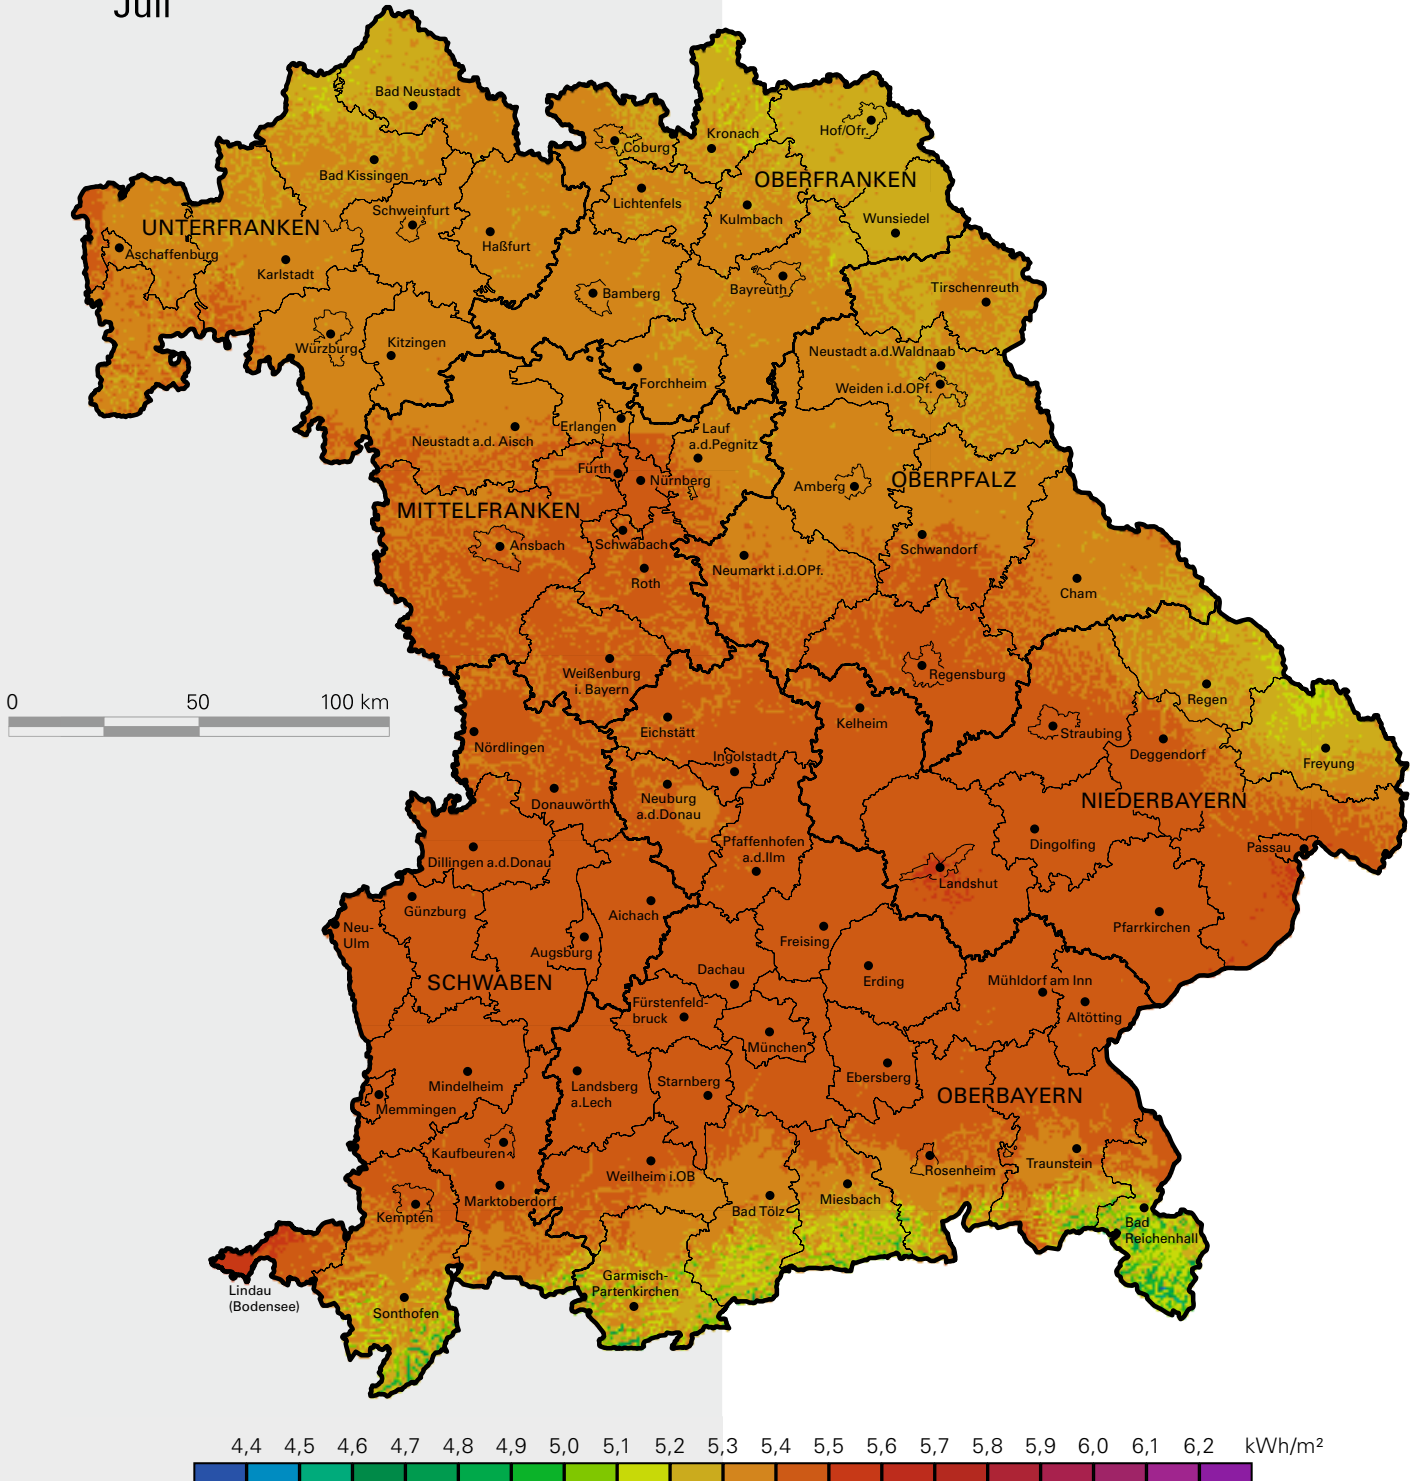 Juli
Bad Neustadt
Hof/Ofr.
Kronach
Coburg
Bad Kissingen
OBERFRANKEN
Lichtenfels
Schweinfurt
Kulmbach
Wunsiedel
UNTERFRANKEN
Haßfurt
Aschaffenburg
Karlstadt
Bayreuth
Tirschenreuth
Bamberg
Würzburg
Kitzingen
Neustadt a.d.Waldnaab
Forchheim
Weiden i.d.OPf.
Erlangen
Lauf
a.d.Pegnitz
Neustadt a.d. Aisch
Fürth
Nürnberg
Amberg
OBERPFALZ
MITTELFRANKEN
Ansbach
Schwabach
Schwandorf
Roth
Neumarkt i.d.OPf.
Cham
Weißenburg
i. Bayern
Regensburg
0 50 100 km
Regen
Kelheim
Eichstätt
Straubing
Nördlingen
Deggendorf
Ingolstadt
Freyung
Donauwörth
Neuburg
a.d.Donau
NIEDERBAYERN
Pfaffenhofen
a.d.Ilm
Dingolfing
Passau
Dillingen a.d.Donau
Landshut
Günzburg
Aichach
Neu-
Ulm
Pfarrkirchen
Freising
Augsburg
Dachau
Erding
Mühldorf am Inn
SCHWABEN
Fürstenfeld-
bruck
Altötting
München
Mindelheim
Landsberg
a.Lech
Starnberg
Ebersberg
OBERBAYERN
Memmingen
Kaufbeuren
Weilheim i.OB
Rosenheim
Traunstein
Marktoberdorf
Miesbach
Kempten
Bad Tölz
Bad
Reichenhall
Lindau
(Bodensee)
Garmisch-
Partenkirchen
Sonthofen
4,4 4,5 4,6 4,7 4,8 4,9 5,0 5,1 5,2 5,3 5,4 5,5 5,6 5,7 5,8 5,9 6,0 6,1 6,2 kWh/m²